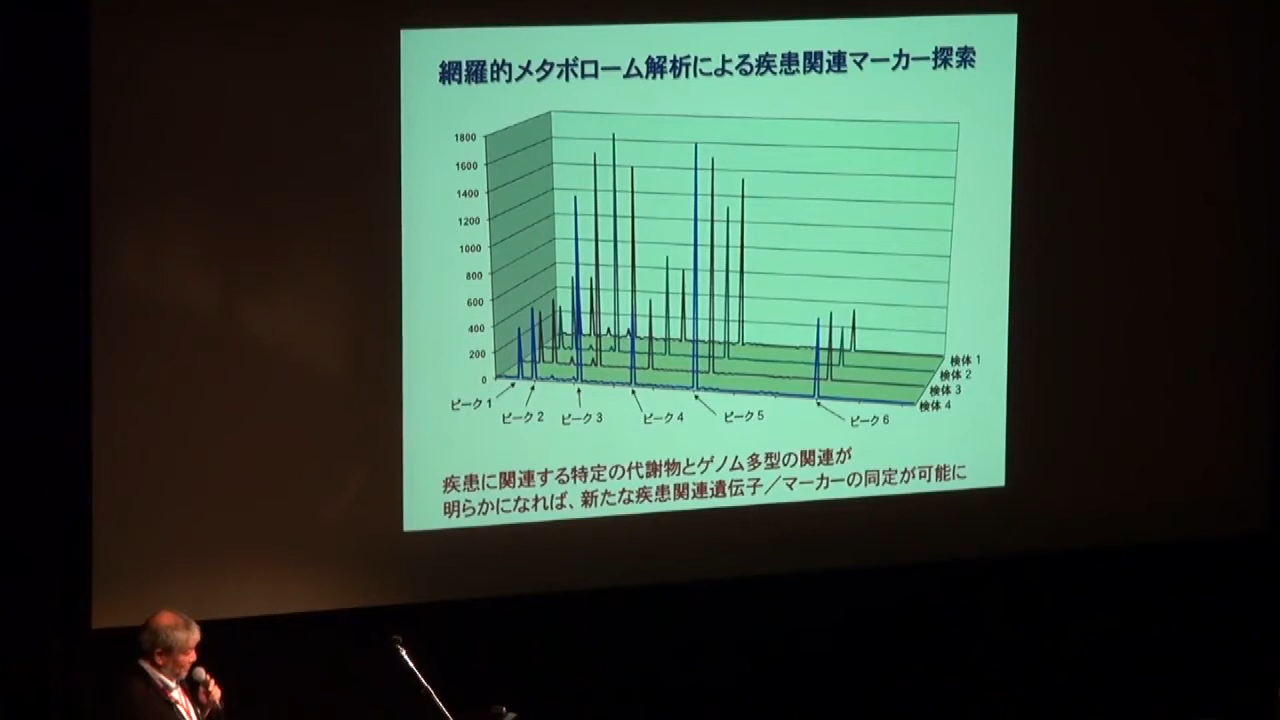 網羅的メタボローム解析による疾患関連マーカー探索
1800
1600
1400
1200
1000
800
600
400
200
0
検体 1
検体 2
検体 3
検体 4
ピーク 1
ピーク 2
ピーク 3
ピーク 4
ピーク 5
ピーク 6
疾患に関連する特定の代謝物とゲノム多型の関連が
明らかになれば、新たな疾患関連遺伝子／マーカーの同定が可能に